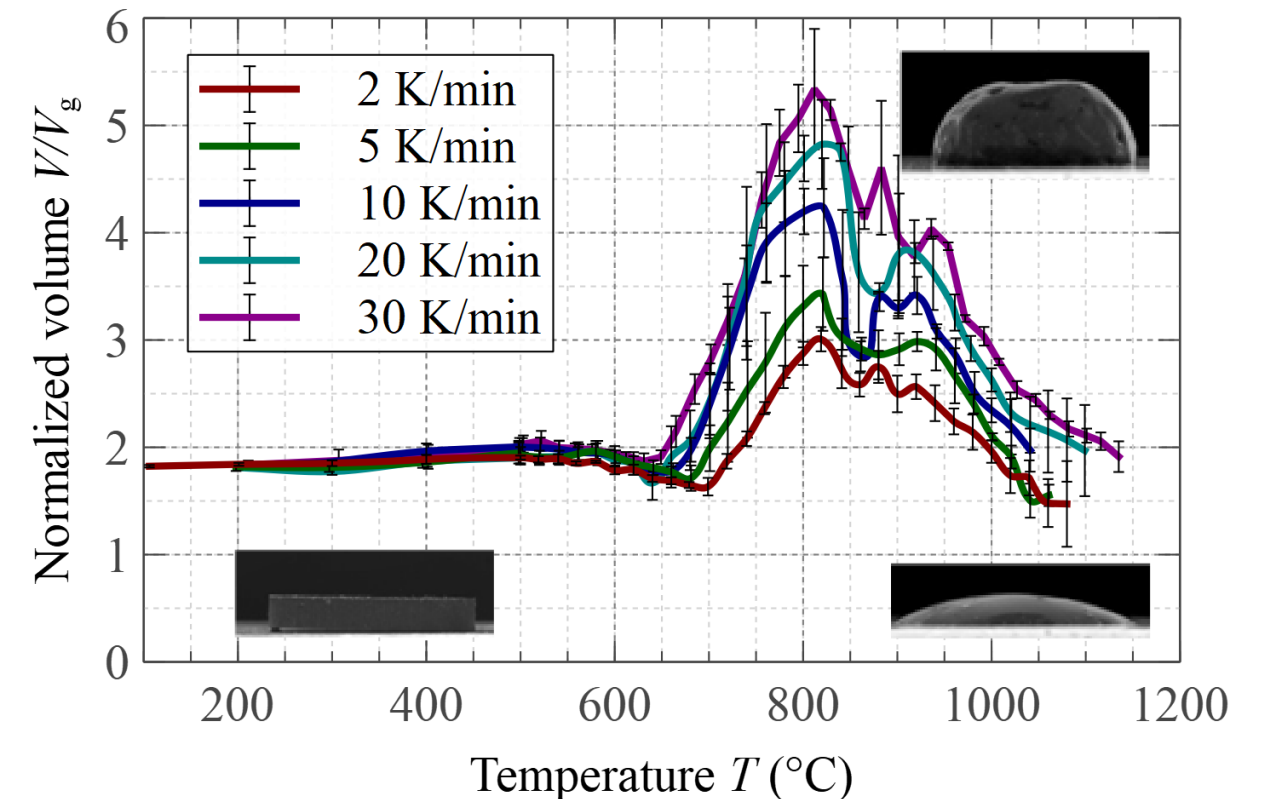 6
5
4
3
2
1
0
Normalized volume V/Vg
2 K/min
5 K/min
10 K/min
20 K/min
30 K/min
200 400 600 800 1000 1200
Temperature T (°C)